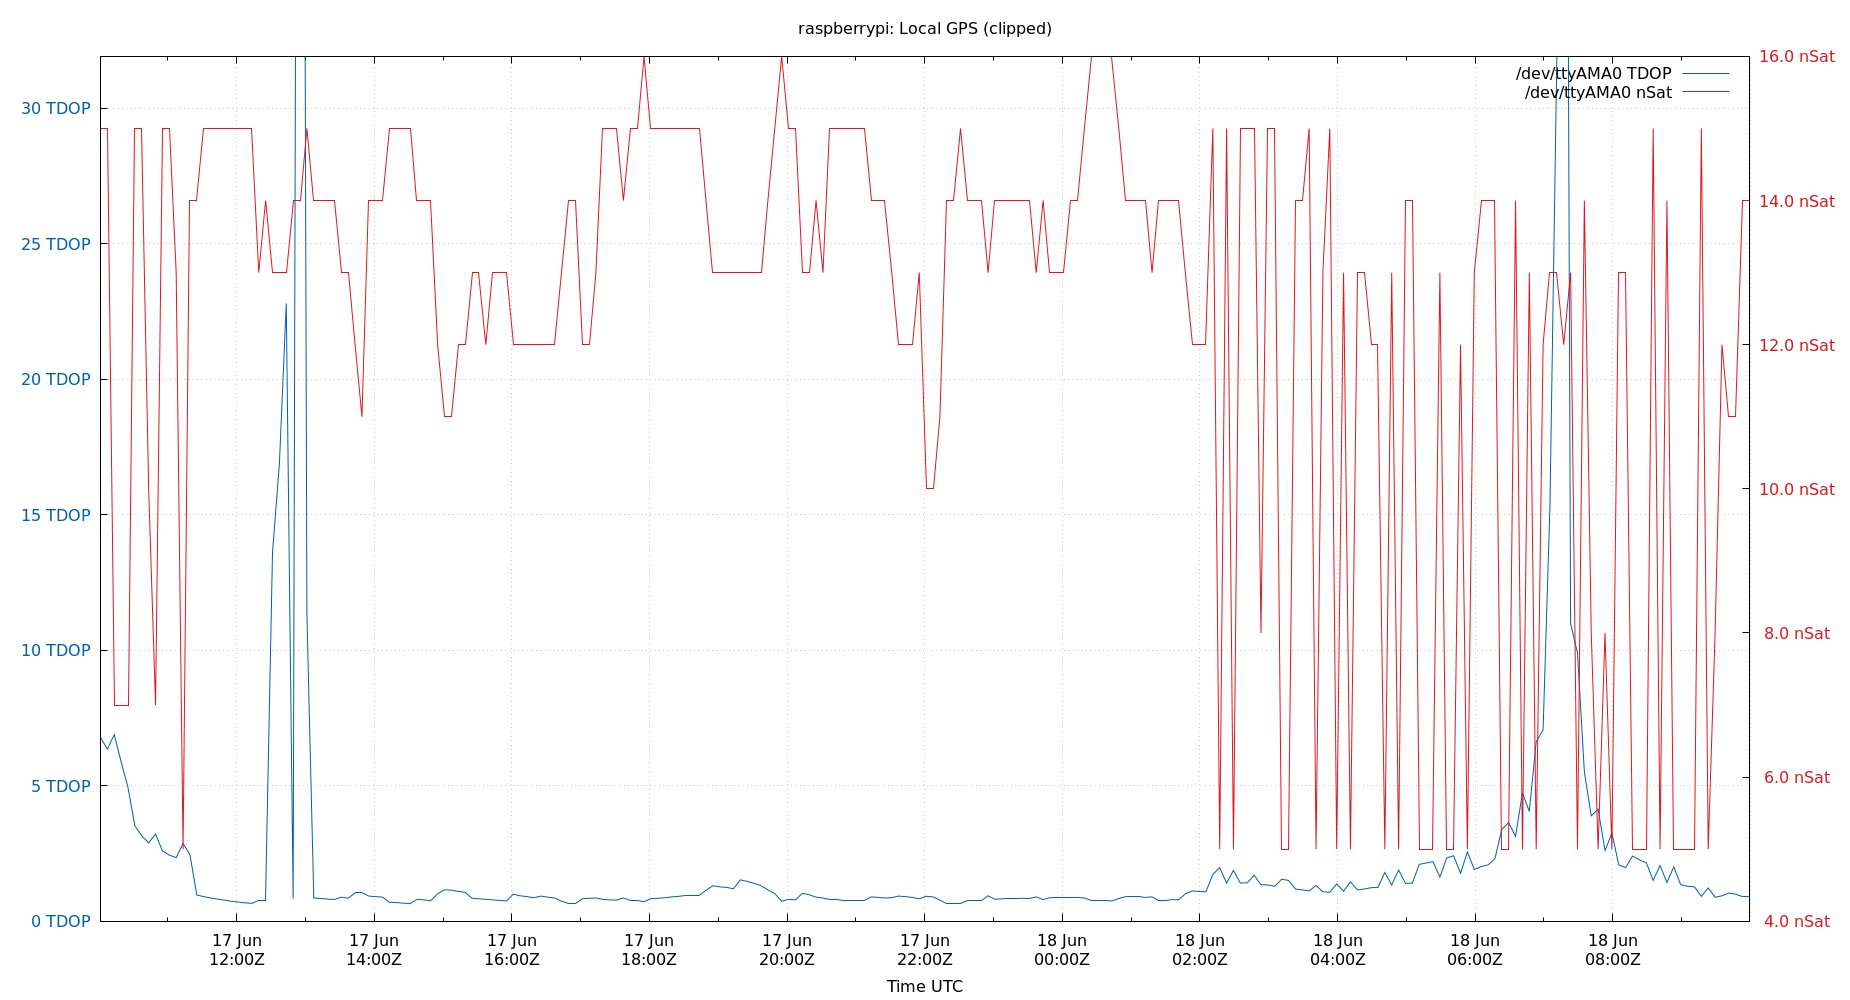 raspberrypi: Local GPS (clipped)
/dev/ttyAMA0 TDOP
/dev/ttyAMA0 nSat
30 TDOP
25 TDOP
20 TDOP
15 TDOP
10 TDOP
5 TDOP
0 TDOP
16.0 nSat
14.0 nSat
12.0 nSat
10.0 nSat
8.0 nSat
6.0 nSat
4.0 nSat
17 Jun
12:00Z
17 Jun
14:00Z
17 Jun
16:00Z
17 Jun
18:00Z
17 Jun
20:00Z
17 Jun
22:00Z
18 Jun
00:00Z
18 Jun
02:00Z
18 Jun
04:00Z
18 Jun
06:00Z
18 Jun
08:00Z
Time UTC